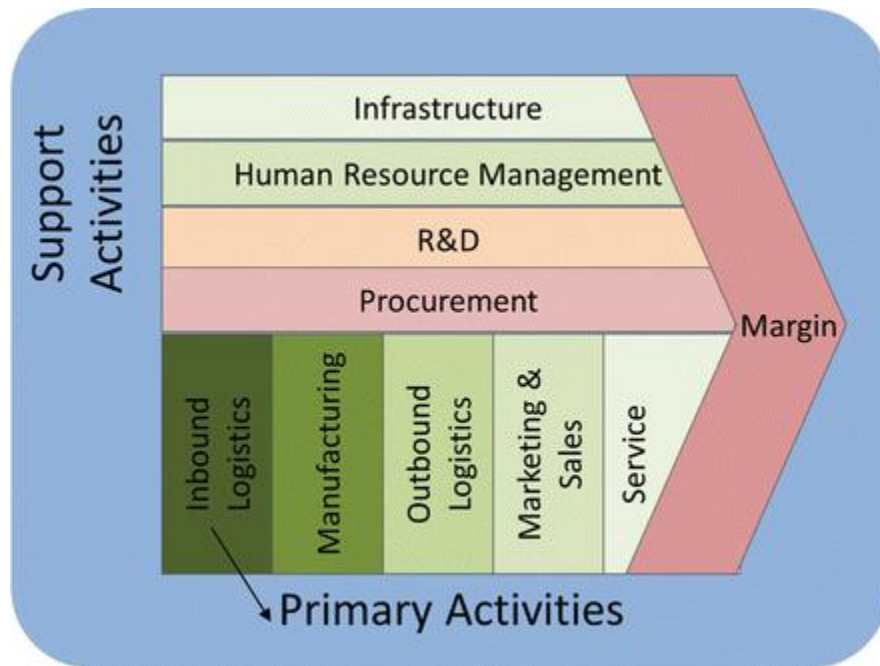 Support
Activities
Infrastructure
Human Resource Management
R&D
Procurement
Margin
Inbound
Logistics
Manufacturing
Outbound
Logistics
Marketing &
Sales
Service
Primary Activities